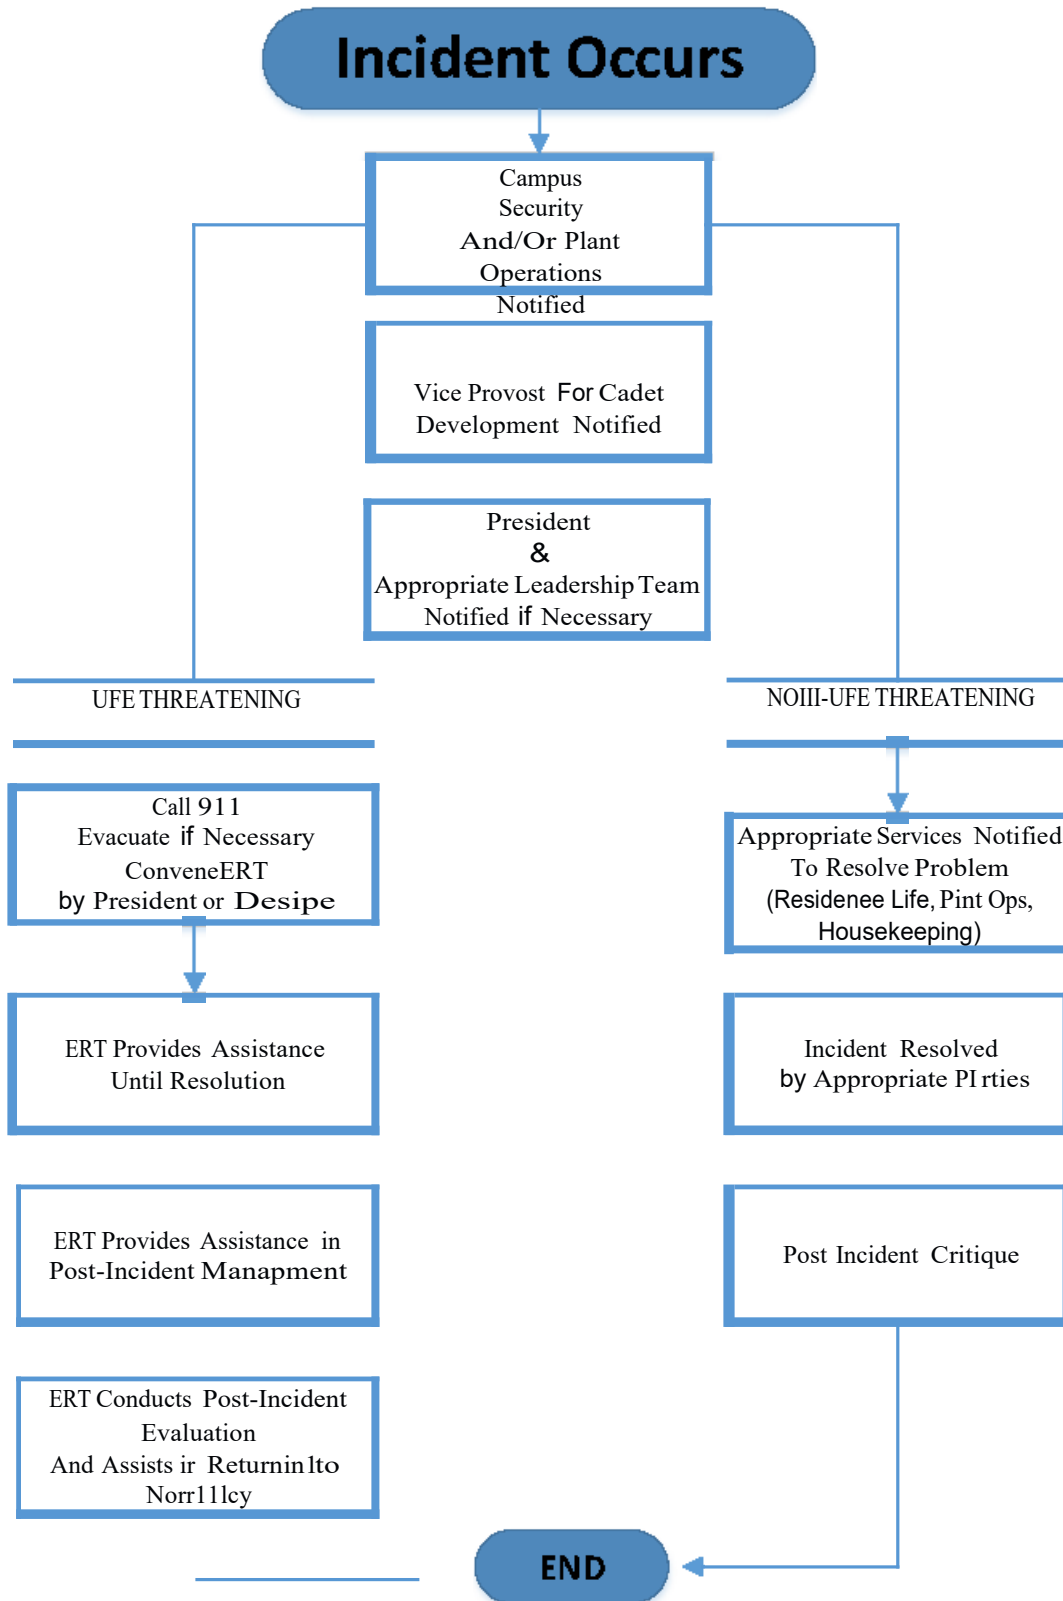 Incident Occurs
Campus
Security
And/Or Plant
Operations
Notified
Vice Provost For Cadet
Development Notified
President
&
Appropriate Leadership Team
Notified if Necessary
UFE THREATENING
NOIII-UFE THREATENING
Call 911
Evacuate if Necessary
ConveneERT
by President or Desipe
Appropriate Services Notified
To Resolve Problem
(Residenee Life, Pint Ops,
Housekeeping)
ERT Provides Assistance
Until Resolution
Incident Resolved
by Appropriate PI rties
ERT Provides Assistance in
Post-Incident Manapment
Post Incident Critique
ERT Conducts Post-Incident
Evaluation
And Assists ir Returnin1to
Norr11lcy
END